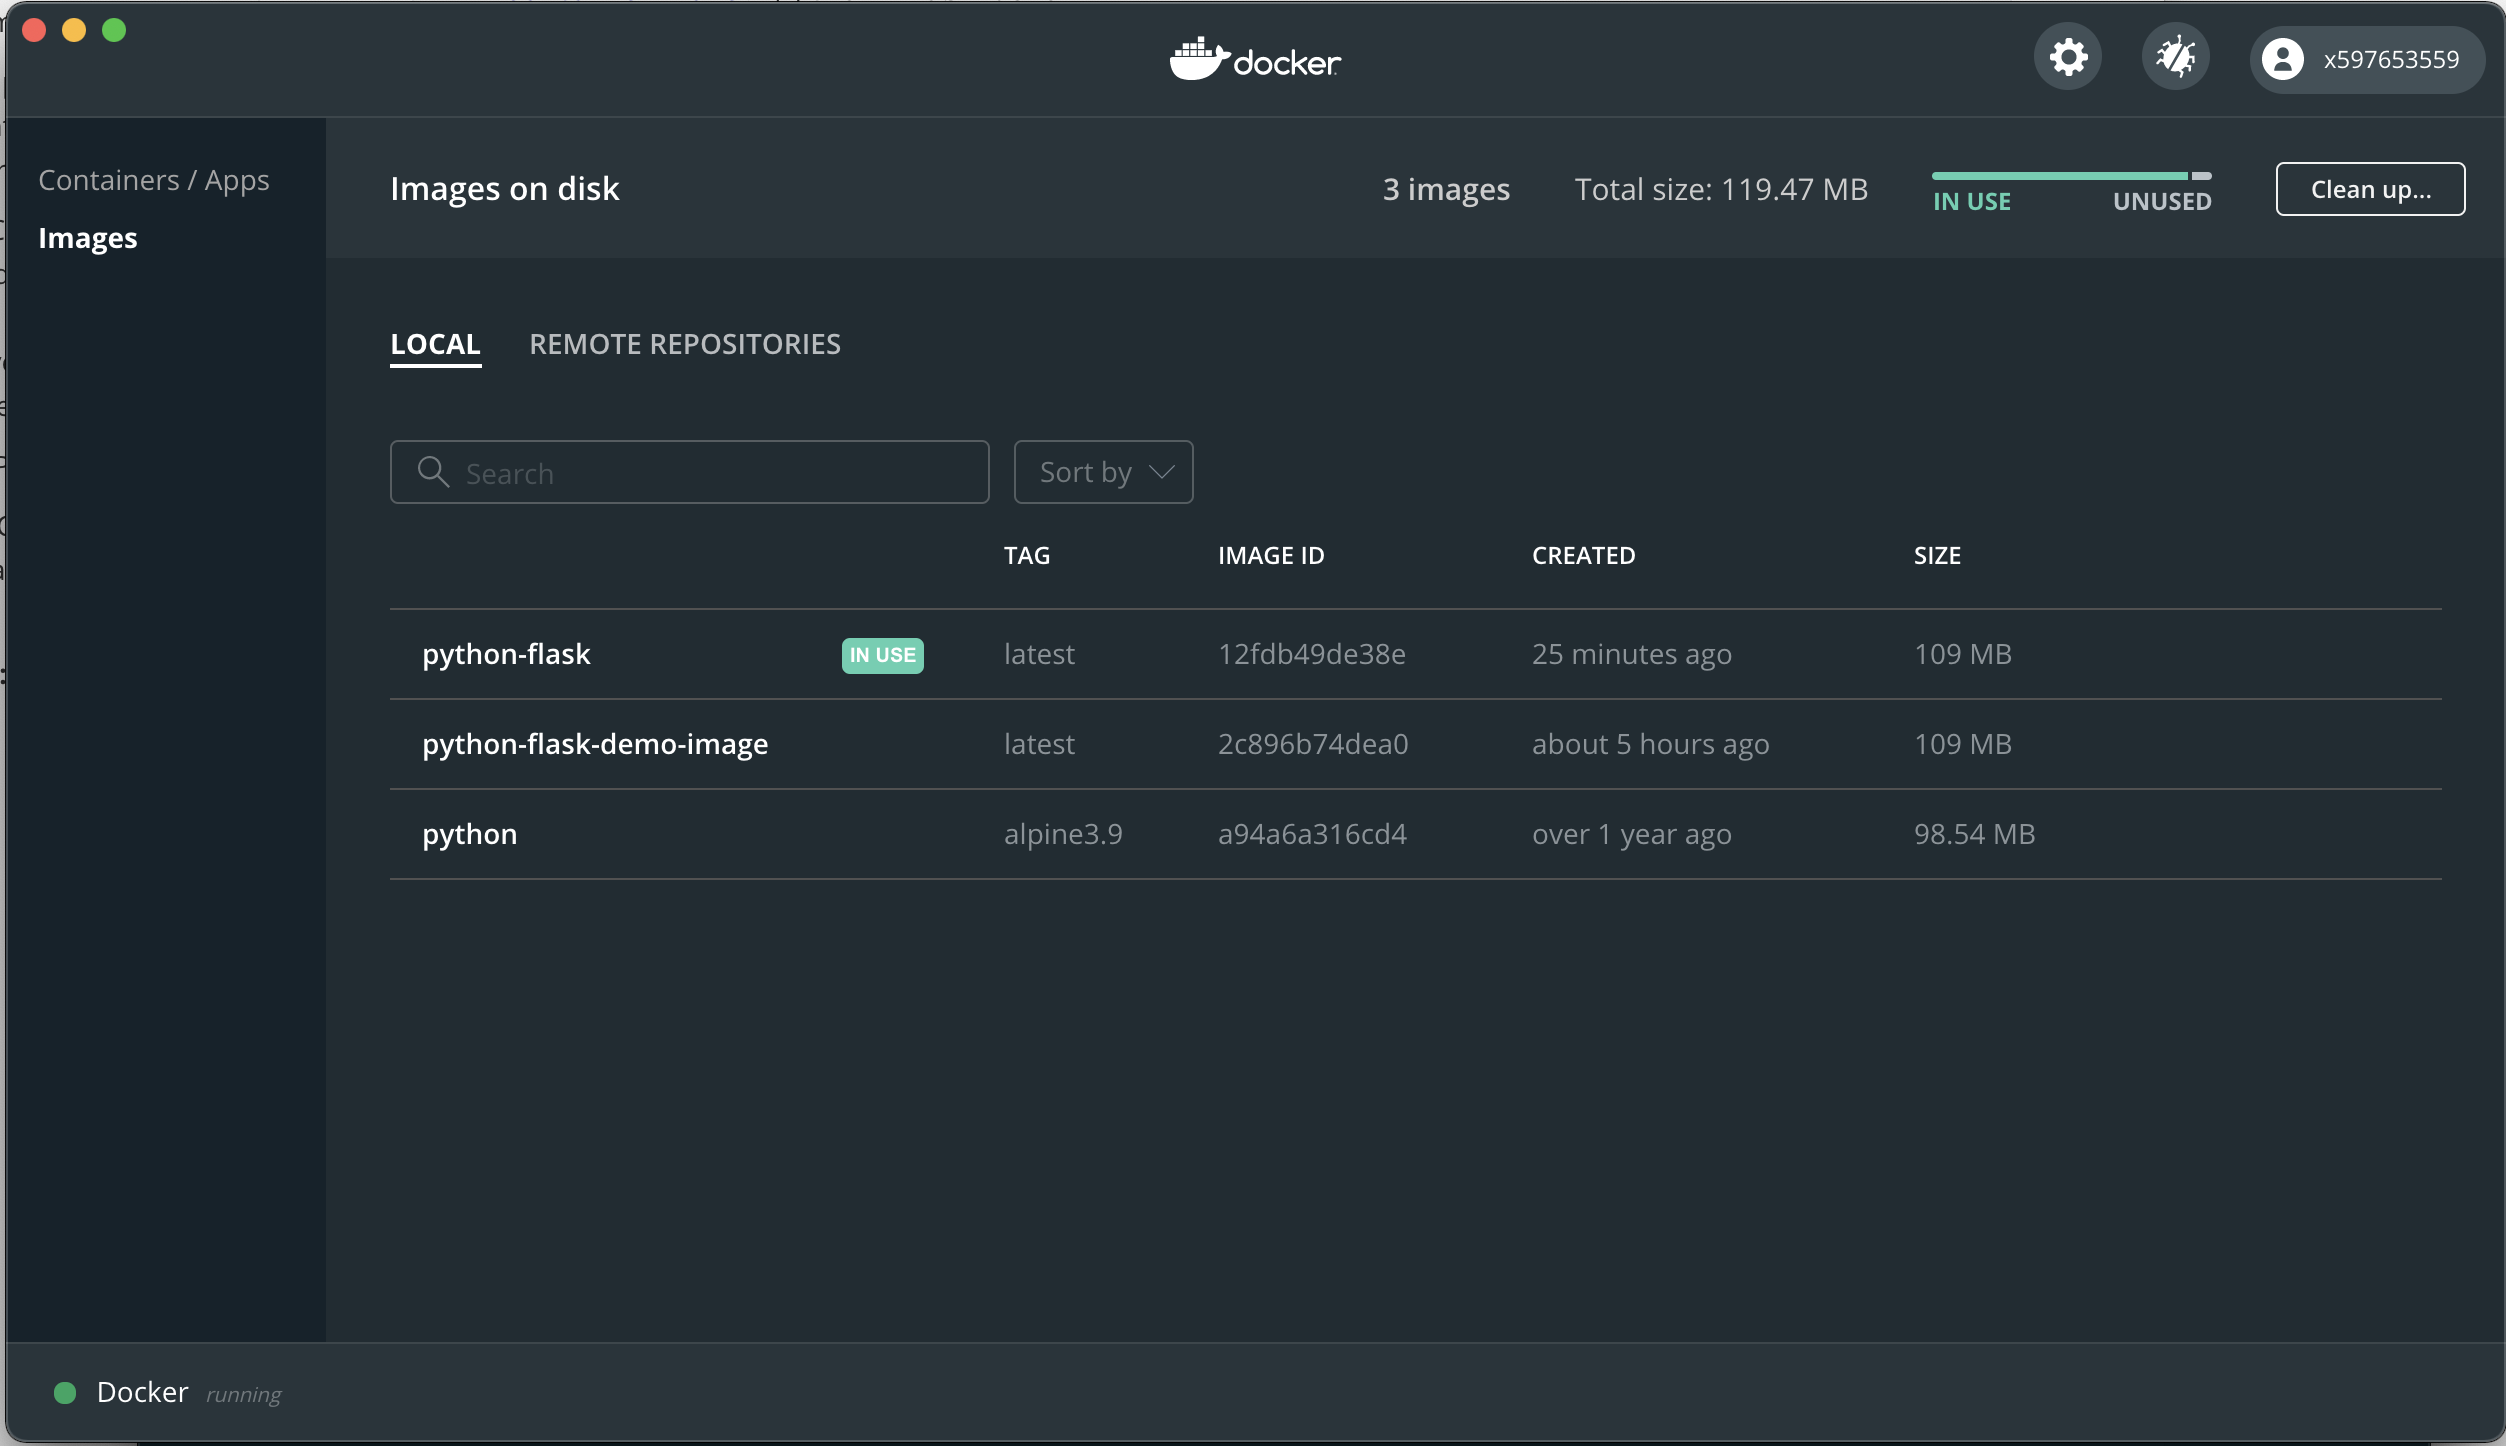 docker
x597653559
Containers / Apps
Images
Images on disk
3 images
Total size: 119.47 MB
IN USE
UNUSED
Clean up...
LOCAL
REMOTE REPOSITORIES
Search
Sort by
TAG IMAGE ID CREATED SIZE
python-flask IN USE latest 12fdb49de38e 25 minutes ago 109 MB
python-flask-demo-image latest 2c896b74dea0 about 5 hours ago 109 MB
python alpine3.9 a94a6a316cd4 over 1 year ago 98.54 MB
Docker running